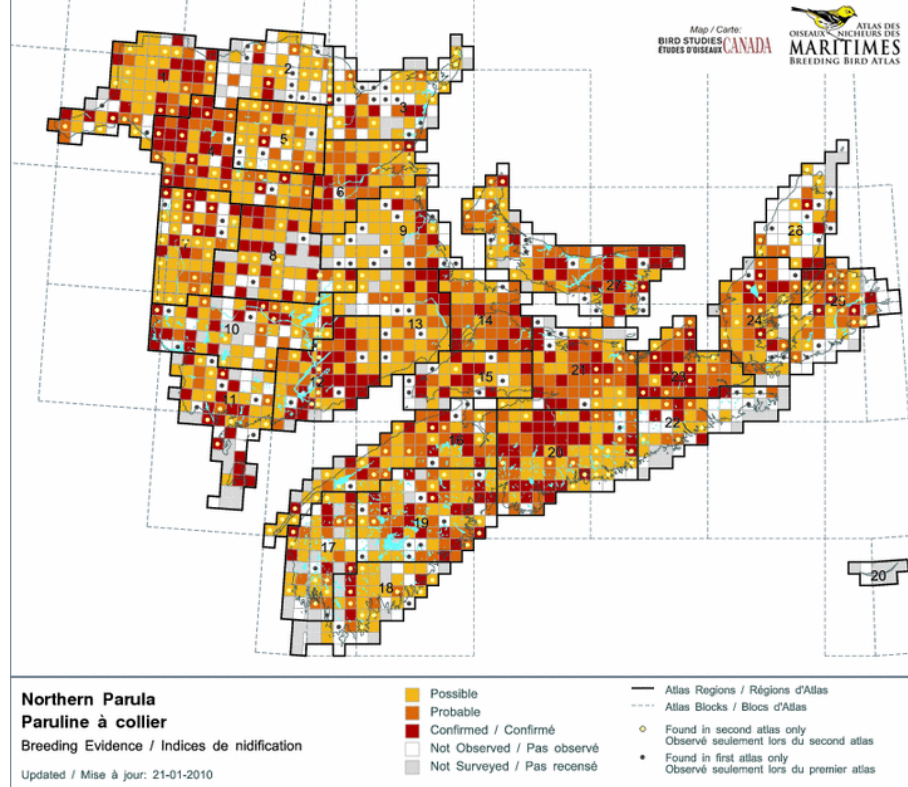 Map / Carte:
BIRD STUDIES
ÉTUDES D'OISEAUX CANADA
ATLAS DES
OISEAUX NICHEURS DES
MARITIMES
BREEDING BIRD ATLAS
1
2
3
4
5
6
7
8
9
10
11
12
13
14
15
16
17
18
19
20
21
22
23
24
25
27
28
20
Northern Parula
Paruline à collier
Breeding Evidence / Indices de nidification
Updated / Mise à jour: 21-01-2010
Possible
Probable
Confirmed / Confirmé
Not Observed / Pas observé
Not Surveyed / Pas recensé
Atlas Regions / Régions d'Atlas
Atlas Blocks / Blocs d'Atlas
Found in second atlas only
Observé seulement lors du second atlas
Found in first atlas only
Observé seulement lors du premier atlas